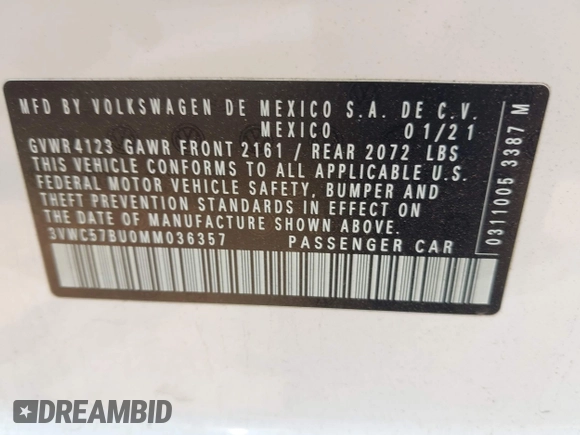 MFD BY VOLKSWAGEN DE MEXICO S.A. DE C.V.
MEXICO 01/21
GVWR 4123 GAWR FRONT 2161 / REAR 2072 LBS
THIS VEHICLE CONFORMS TO ALL APPLICABLE U.S.
FEDERAL MOTOR VEHICLE SAFETY, BUMPER AND
THEFT PREVENTION STANDARDS IN EFFECT ON
THE DATE OF MANUFACTURE SHOWN ABOVE.
3VWC57BU0MM036357 PASSENGER CAR
0311005 3387 M
DREAMBID